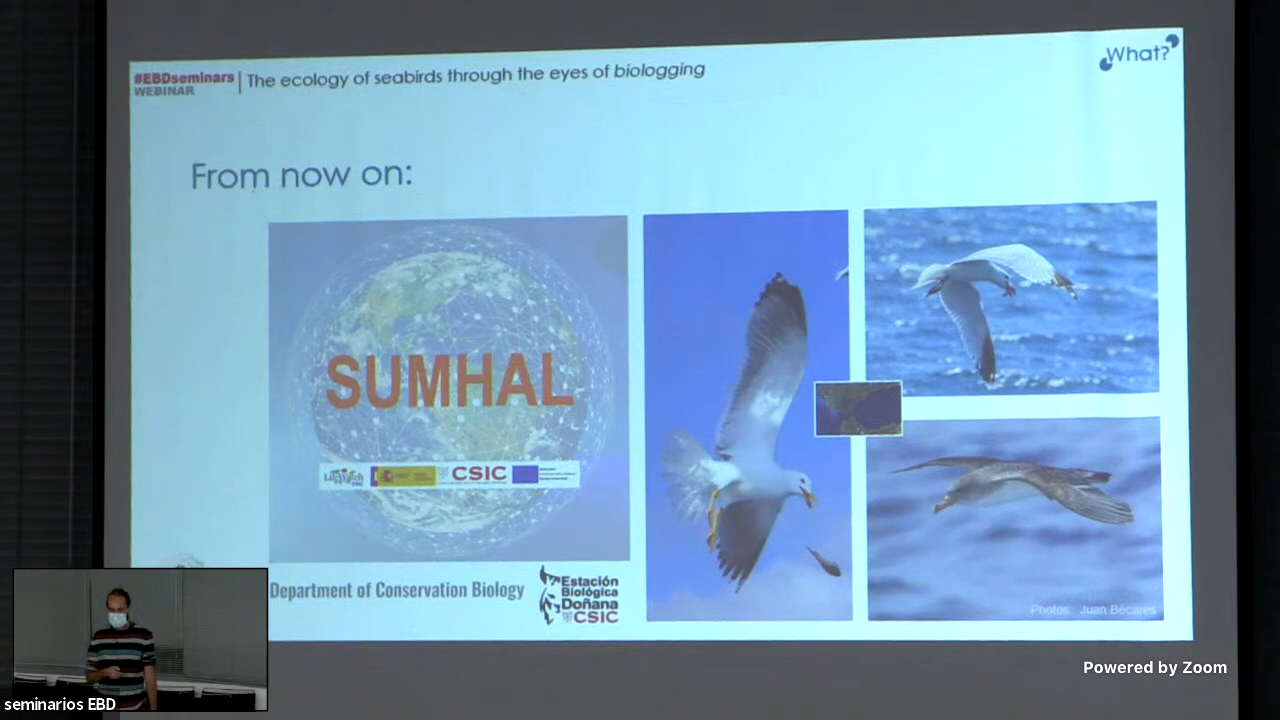 #EBDseminars
WEBINAR
The ecology of seabirds through the eyes of biologging
What?
From now on:
SUMHAL
LifeWatch
CSIC
Department of Conservation Biology
Estación
Biológica
Doñana
CSIC
Photos: Juan Bécares
seminarios EBD
Powered by Zoom